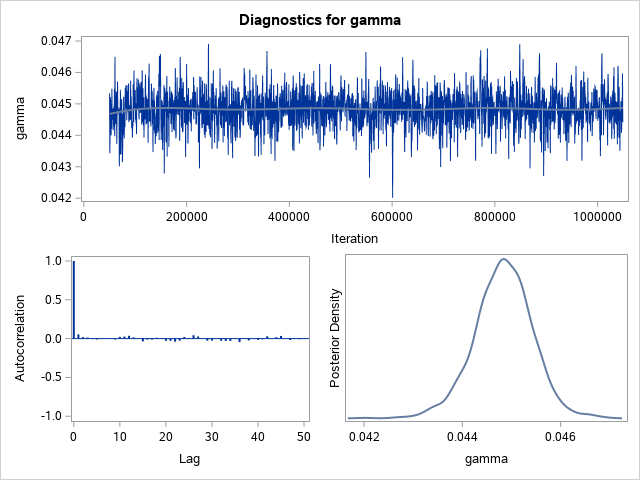 Diagnostics for gamma
gamma
0.047
0.046
0.045
0.044
0.043
0.042
0 200000 400000 600000 800000 1000000
Iteration
Autocorrelation
1.0
0.5
0.0
-0.5
-1.0
0 10 20 30 40 50
Lag
Posterior Density
0.042 0.044 0.046
gamma